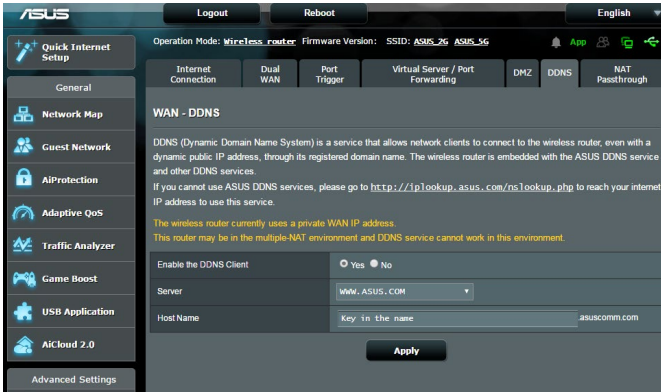 ASUS
Logout
Reboot
English
Quick Internet
Setup
Operation Mode: Wireless router Firmware Version: SSID: ASUS_2G ASUS_5G
App
General
Internet
Connection
Dual
WAN
Port
Trigger
Virtual Server / Port
Forwarding
DMZ
DDNS
NAT
Passthrough
Network Map
Guest Network
AiProtection
Adaptive QoS
Traffic Analyzer
Game Boost
USB Application
AiCloud 2.0
Advanced Settings
WAN - DDNS
DDNS (Dynamic Domain Name System) is a service that allows network clients to connect to the wireless router, even with a
dynamic public IP address, through its registered domain name. The wireless router is embedded with the ASUS DDNS service
and other DDNS services.
If you cannot use ASUS DDNS services, please go to http://iplookup.asus.com/nslookup.php to reach your internet
IP address to use this service.
The wireless router currently uses a private WAN IP address.
This router may be in the multiple-NAT environment and DDNS service cannot work in this environment.
Enable the DDNS Client
Yes No
Server
WWW.ASUS.COM
Host Name
Key in the name
.asuscomm.com
Apply